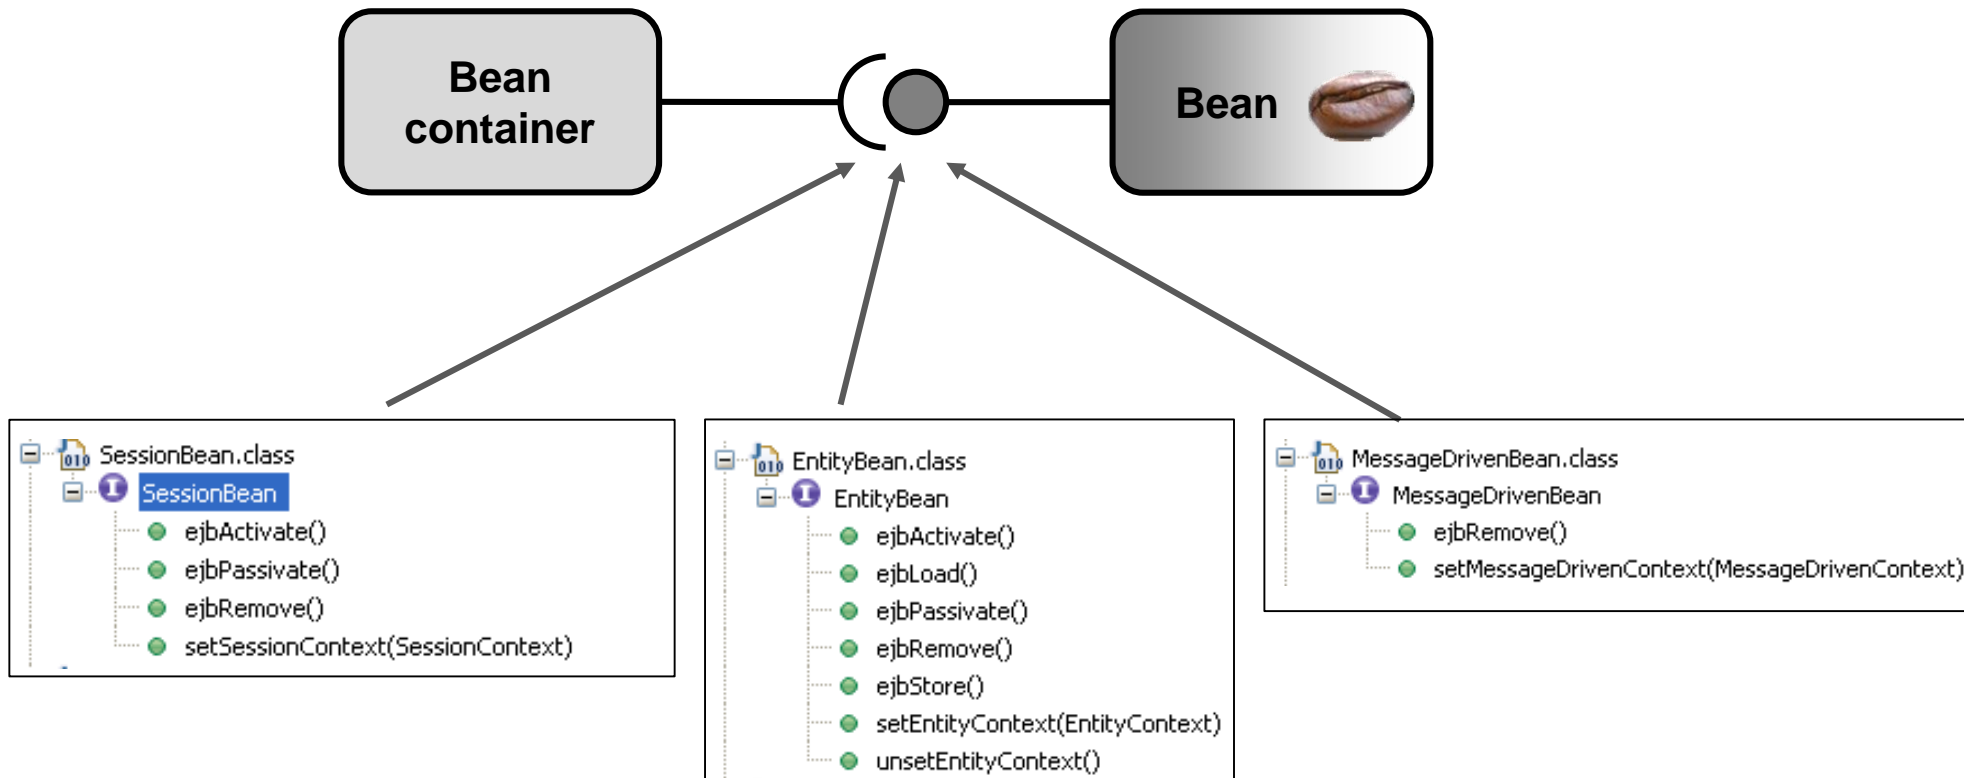 Bean
container
Bean
SessionBean.class
SessionBean
ejbActivate()
ejbPassivate()
ejbRemove()
setSessionContext(SessionContext)
EntityBean.class
EntityBean
ejbActivate()
ejbLoad()
ejbPassivate()
ejbRemove()
ejbStore()
setEntityContext(EntityContext)
unsetEntityContext()
MessageDrivenBean.class
MessageDrivenBean
ejbRemove()
setMessageDrivenContext(MessageDrivenContext)